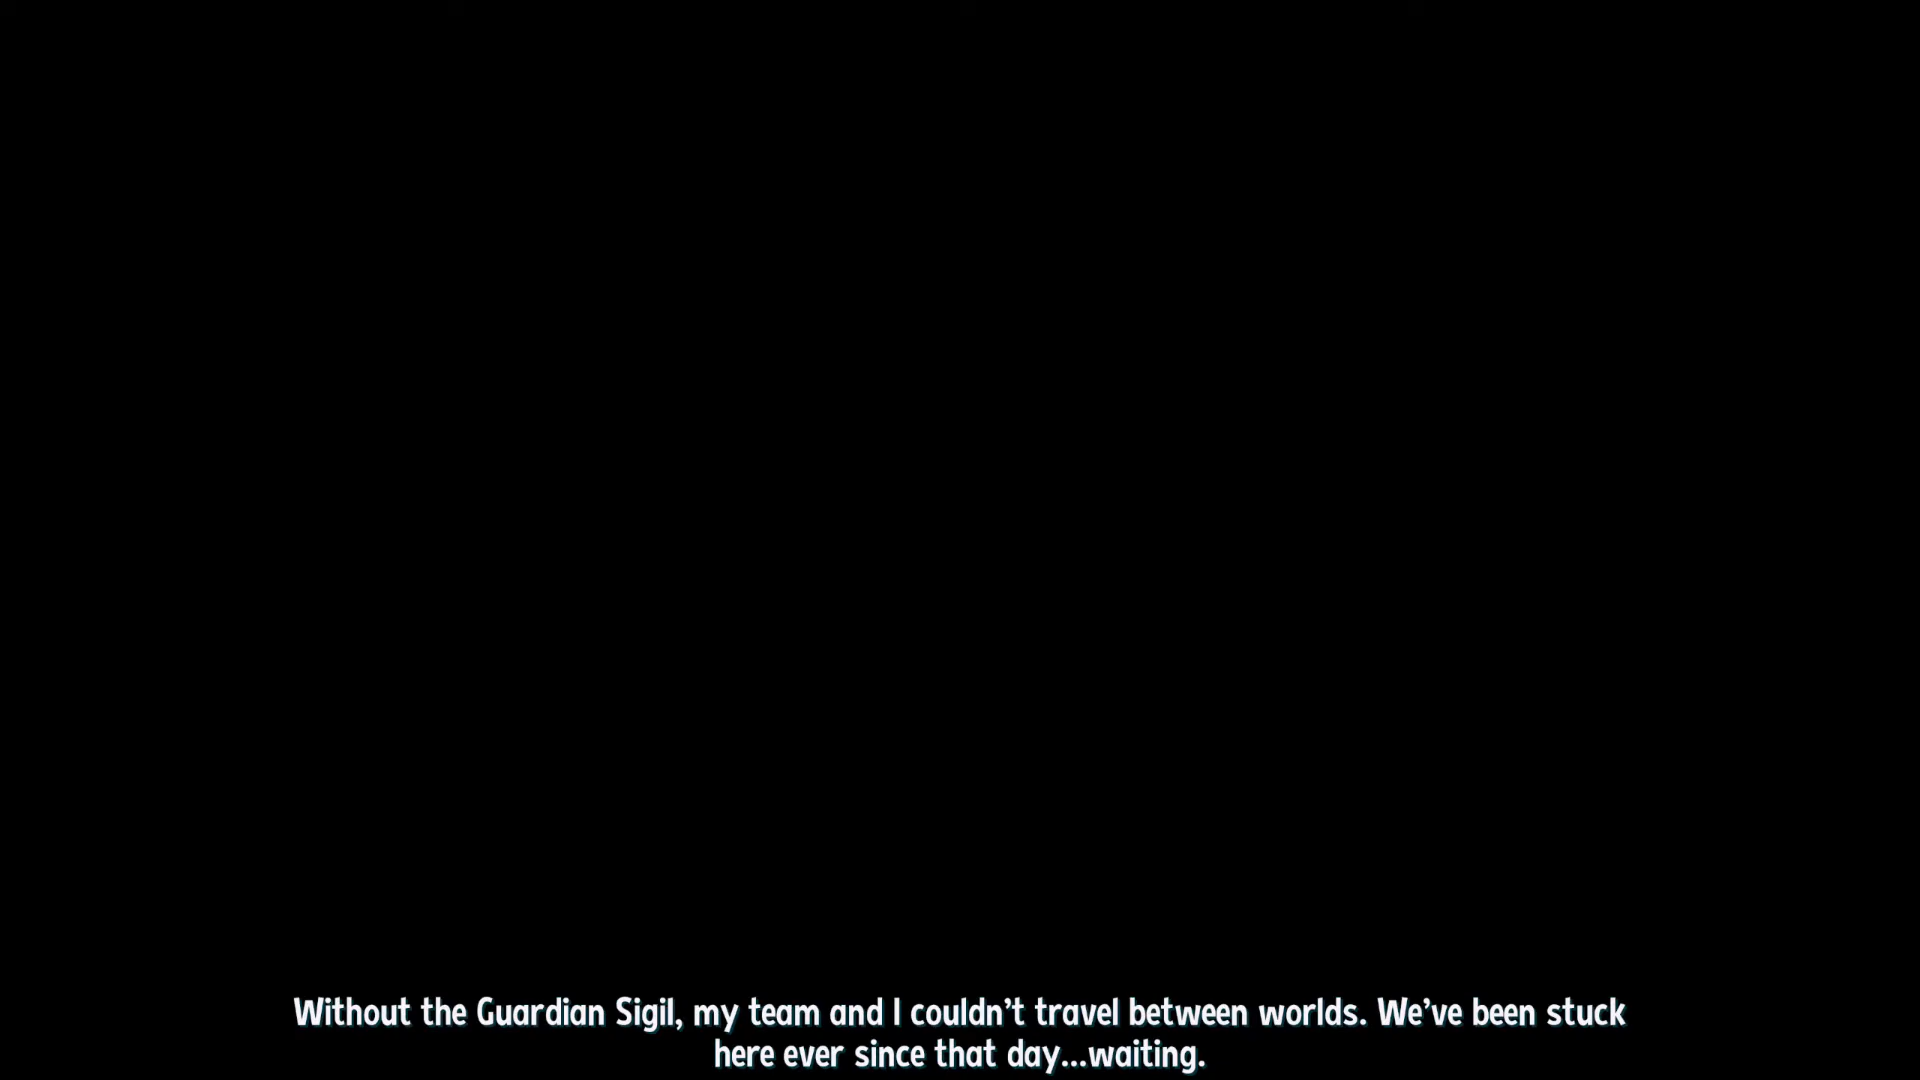 Without the Guardian Sigil, my team and I couldn’t travel between worlds. We’ve been stuck
here ever since that day...waiting.